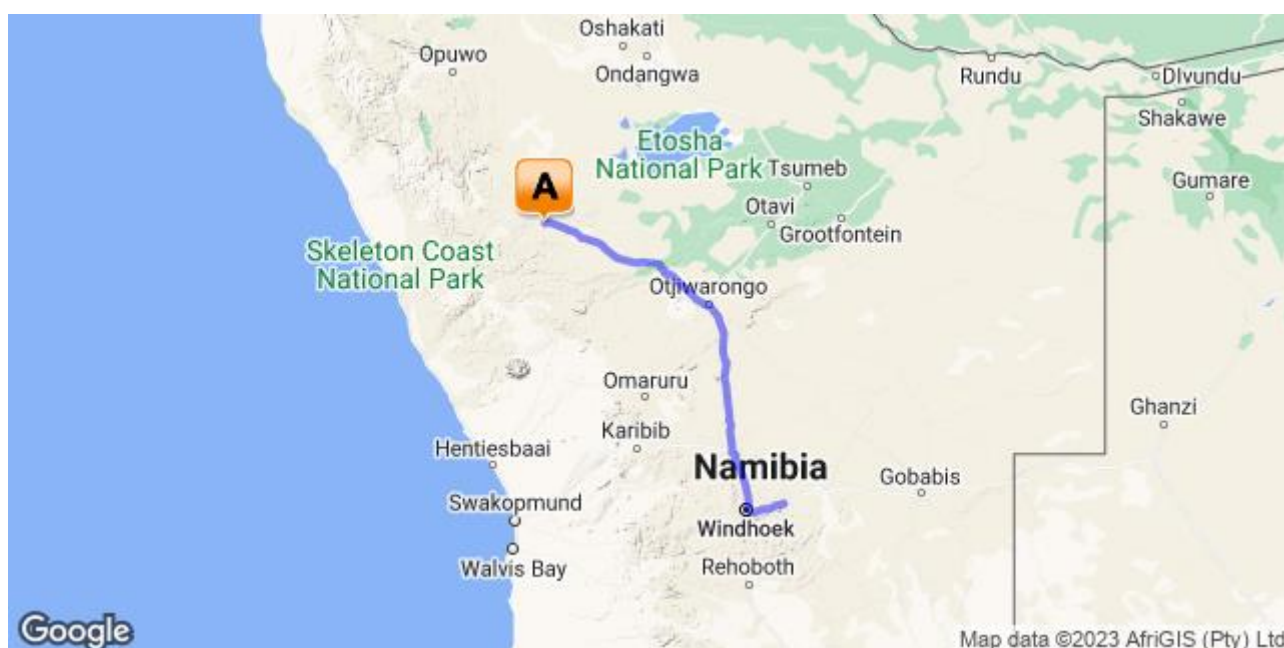 Oshakati
Opuwo
Ondangwa
Rundu
DIvundu
Shakawe
Etosha
National Park
Tsumeb
A
Gumare
Otavi
Grootfontein
Skeleton Coast
National Park
Otjiwarongo
Omaruru
Ghanzi
Karibib
Hentiesbaai
Namibia
Gobabis
Swakopmund
Windhoek
Walvis Bay
Rehoboth
Google
Map data ©2023 AfriGIS (Pty) Ltd